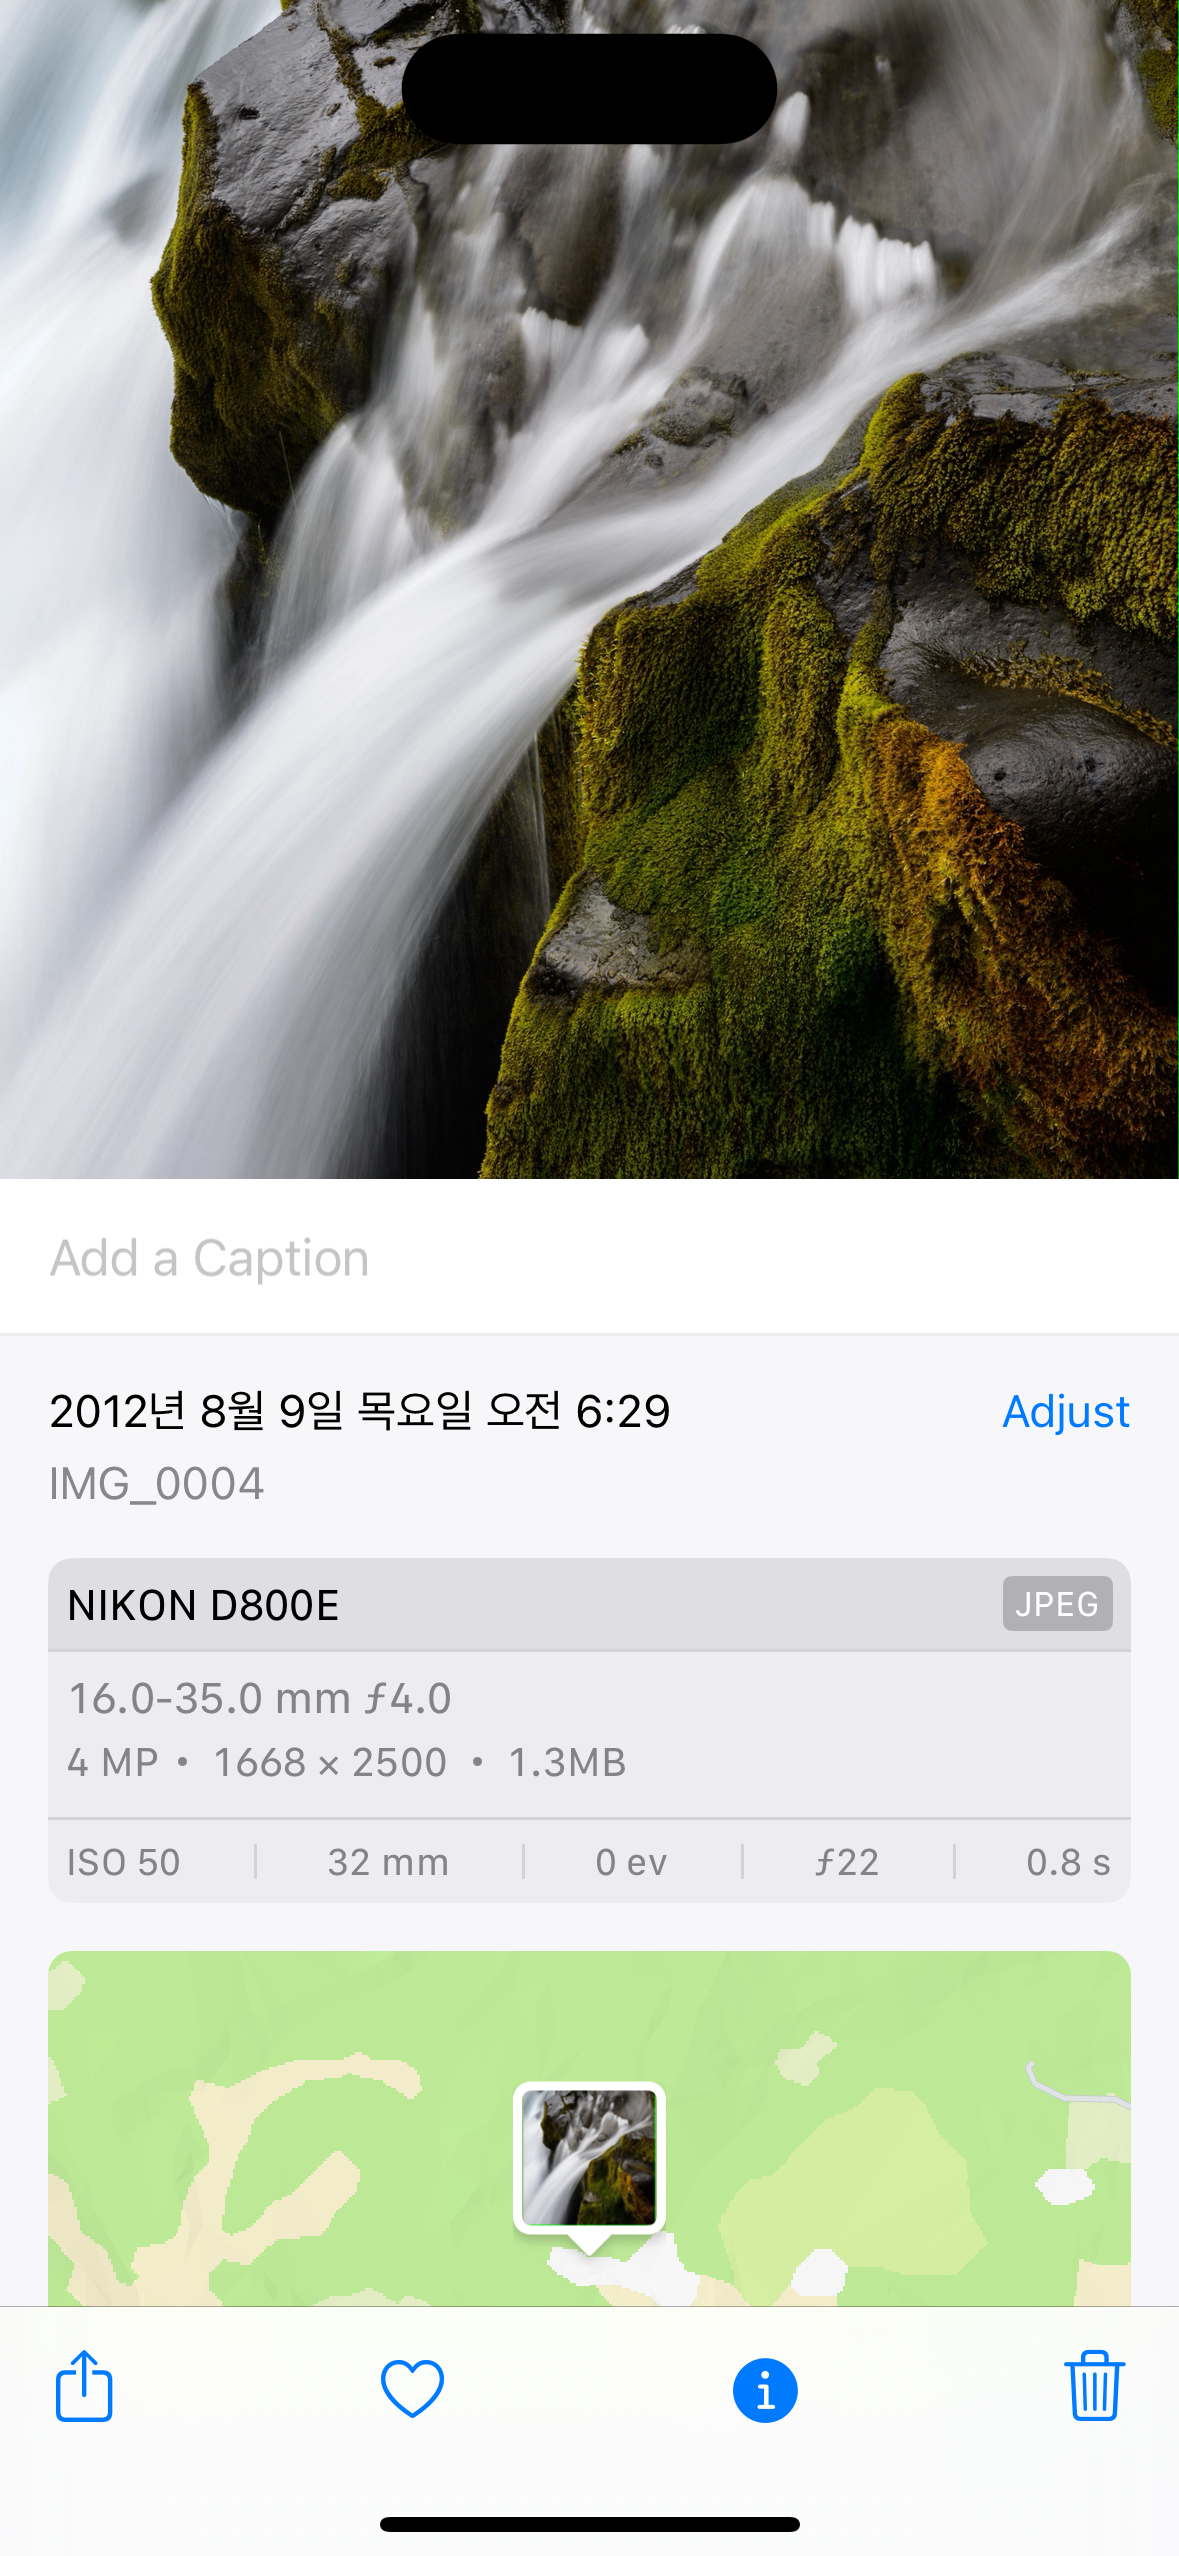 Add a Caption
2012년 8월 9일 목요일 오전 6:29
Adjust
IMG_0004
NIKON D800E
JPEG
16.0-35.0 mm ƒ4.0
4 MP • 1668 × 2500 • 1.3MB
ISO 50 | 32 mm | 0 ev | ƒ22 | 0.8 s